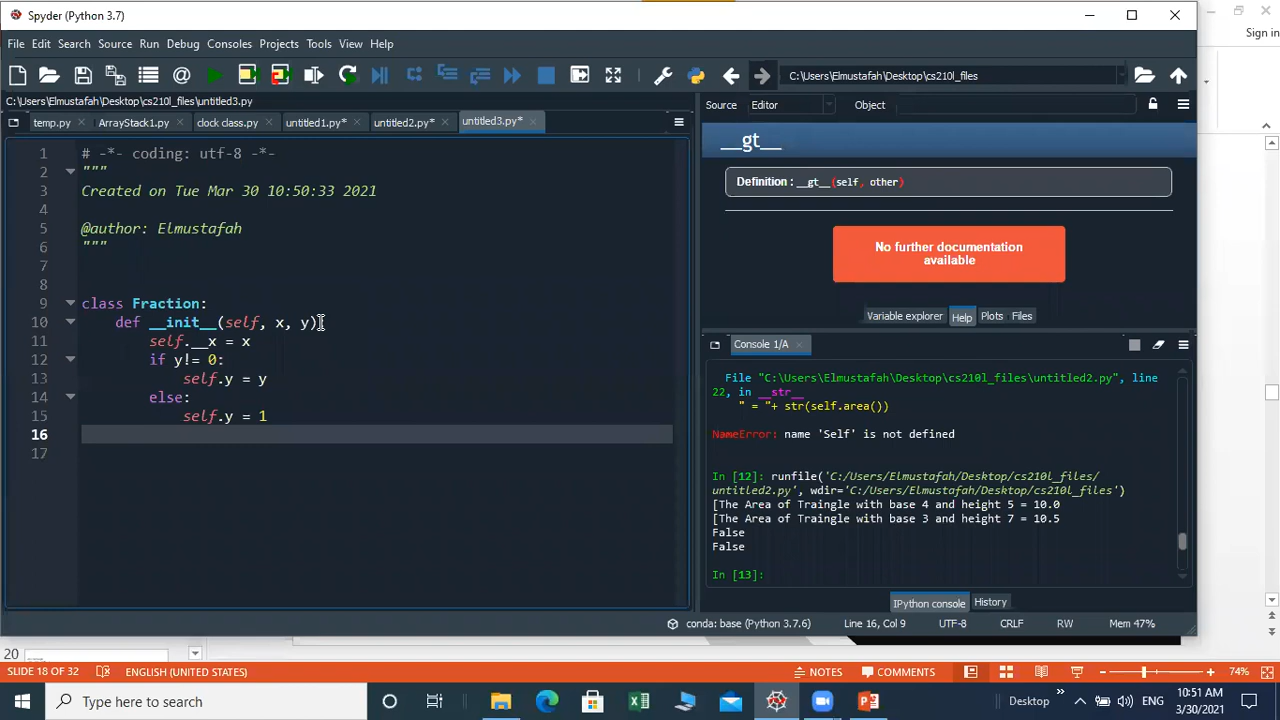 Spyder (Python 3.7)
Sign in
File Edit Search Source Run Debug Consoles Projects Tools View Help
C:\Users\Elmustafah\Desktop\cs210l_files
C:\Users\Elmustafah\Desktop\cs210l_files\untitled3.py
temp.py ArrayStack1.py clock class.py untitled1.py* untitled2.py* untitled3.py*
1 # -*- coding: utf-8 -*-
2 """
3 Created on Tue Mar 30 10:50:33 2021
4
5 @author: Elmustafah
6 """
7
8
9 class Fraction:
10 def __init__(self, x, y)
11 self.__x = x
12 if y!= 0:
13 self.y = y
14 else:
15 self.y = 1
16
17
Source Editor Object
__gt__
Definition : __gt__(self, other)
No further documentation
available
Variable explorer Help Plots Files
Console 1/A
File "C:\Users\Elmustafah\Desktop\cs210l_files\untitled2.py", line
22, in __str__
" = "+ str(self.area())
NameError: name 'Self' is not defined
In [12]: runfile('C:/Users/Elmustafah/Desktop/cs210l_files/
untitled2.py', wdir='C:/Users/Elmustafah/Desktop/cs210l_files')
[The Area of Traingle with base 4 and height 5 = 10.0
[The Area of Traingle with base 3 and height 7 = 10.5
False
False
In [13]:
IPython console History
conda: base (Python 3.7.6) Line 16, Col 9 UTF-8 CRLF RW Mem 47%
20
SLIDE 18 OF 32 ENGLISH (UNITED STATES) NOTES COMMENTS 74%
Type here to search
Desktop ENG
10:51 AM
3/30/2021